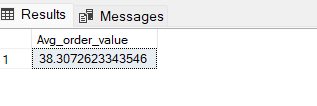 Results Messages
Avg_order_value
1 38.3072623343546